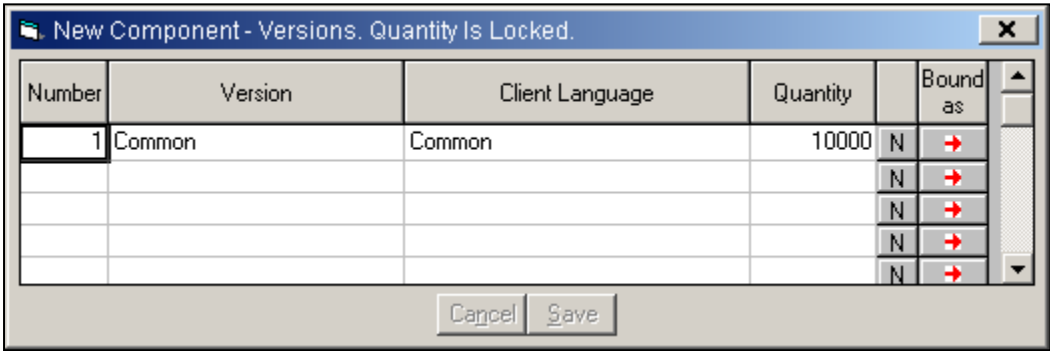 New Component - Versions. Quantity Is Locked.
Number Version Client Language Quantity Bound as
1 Common Common 10000 N
N
N
N
N
Cancel Save